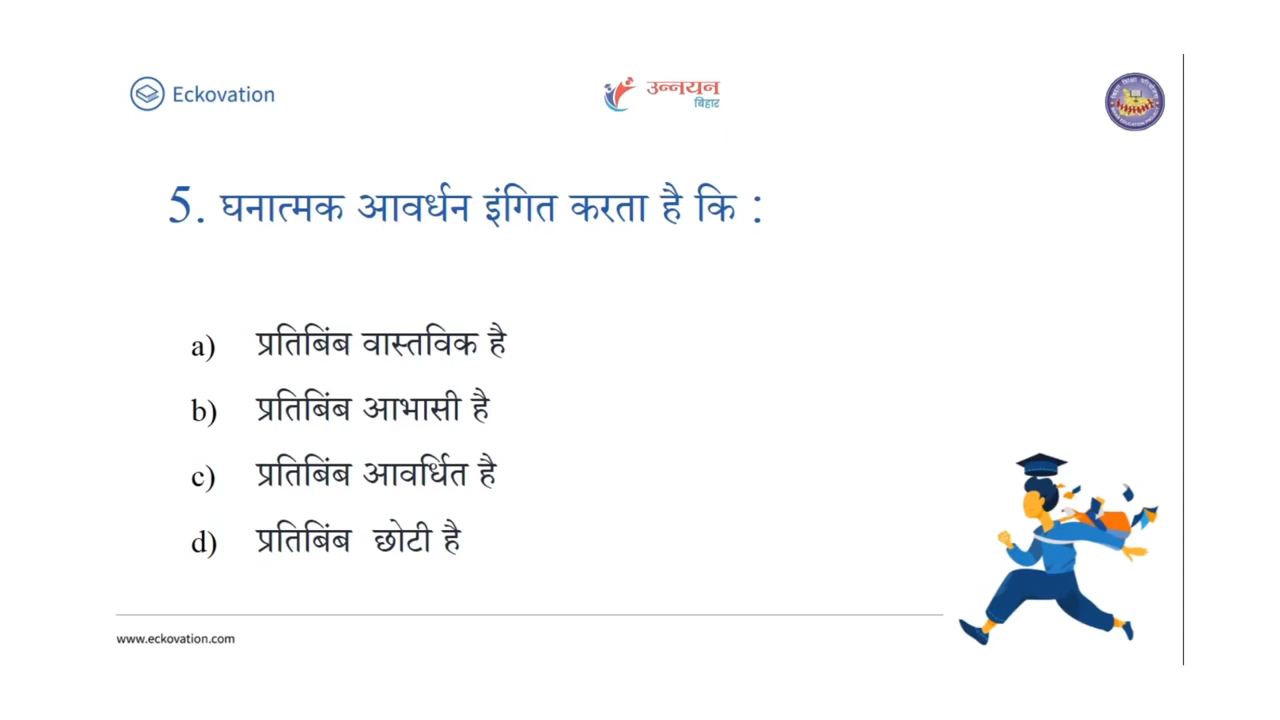 Eckovation
उन्नयन
बिहार
5. घनात्मक आवर्धन इंगित करता है कि :
a) प्रतिबिंब वास्तविक है
b) प्रतिबिंब आभासी है
c) प्रतिबिंब आवर्धित है
d) प्रतिबिंब छोटी है
www.eckovation.com